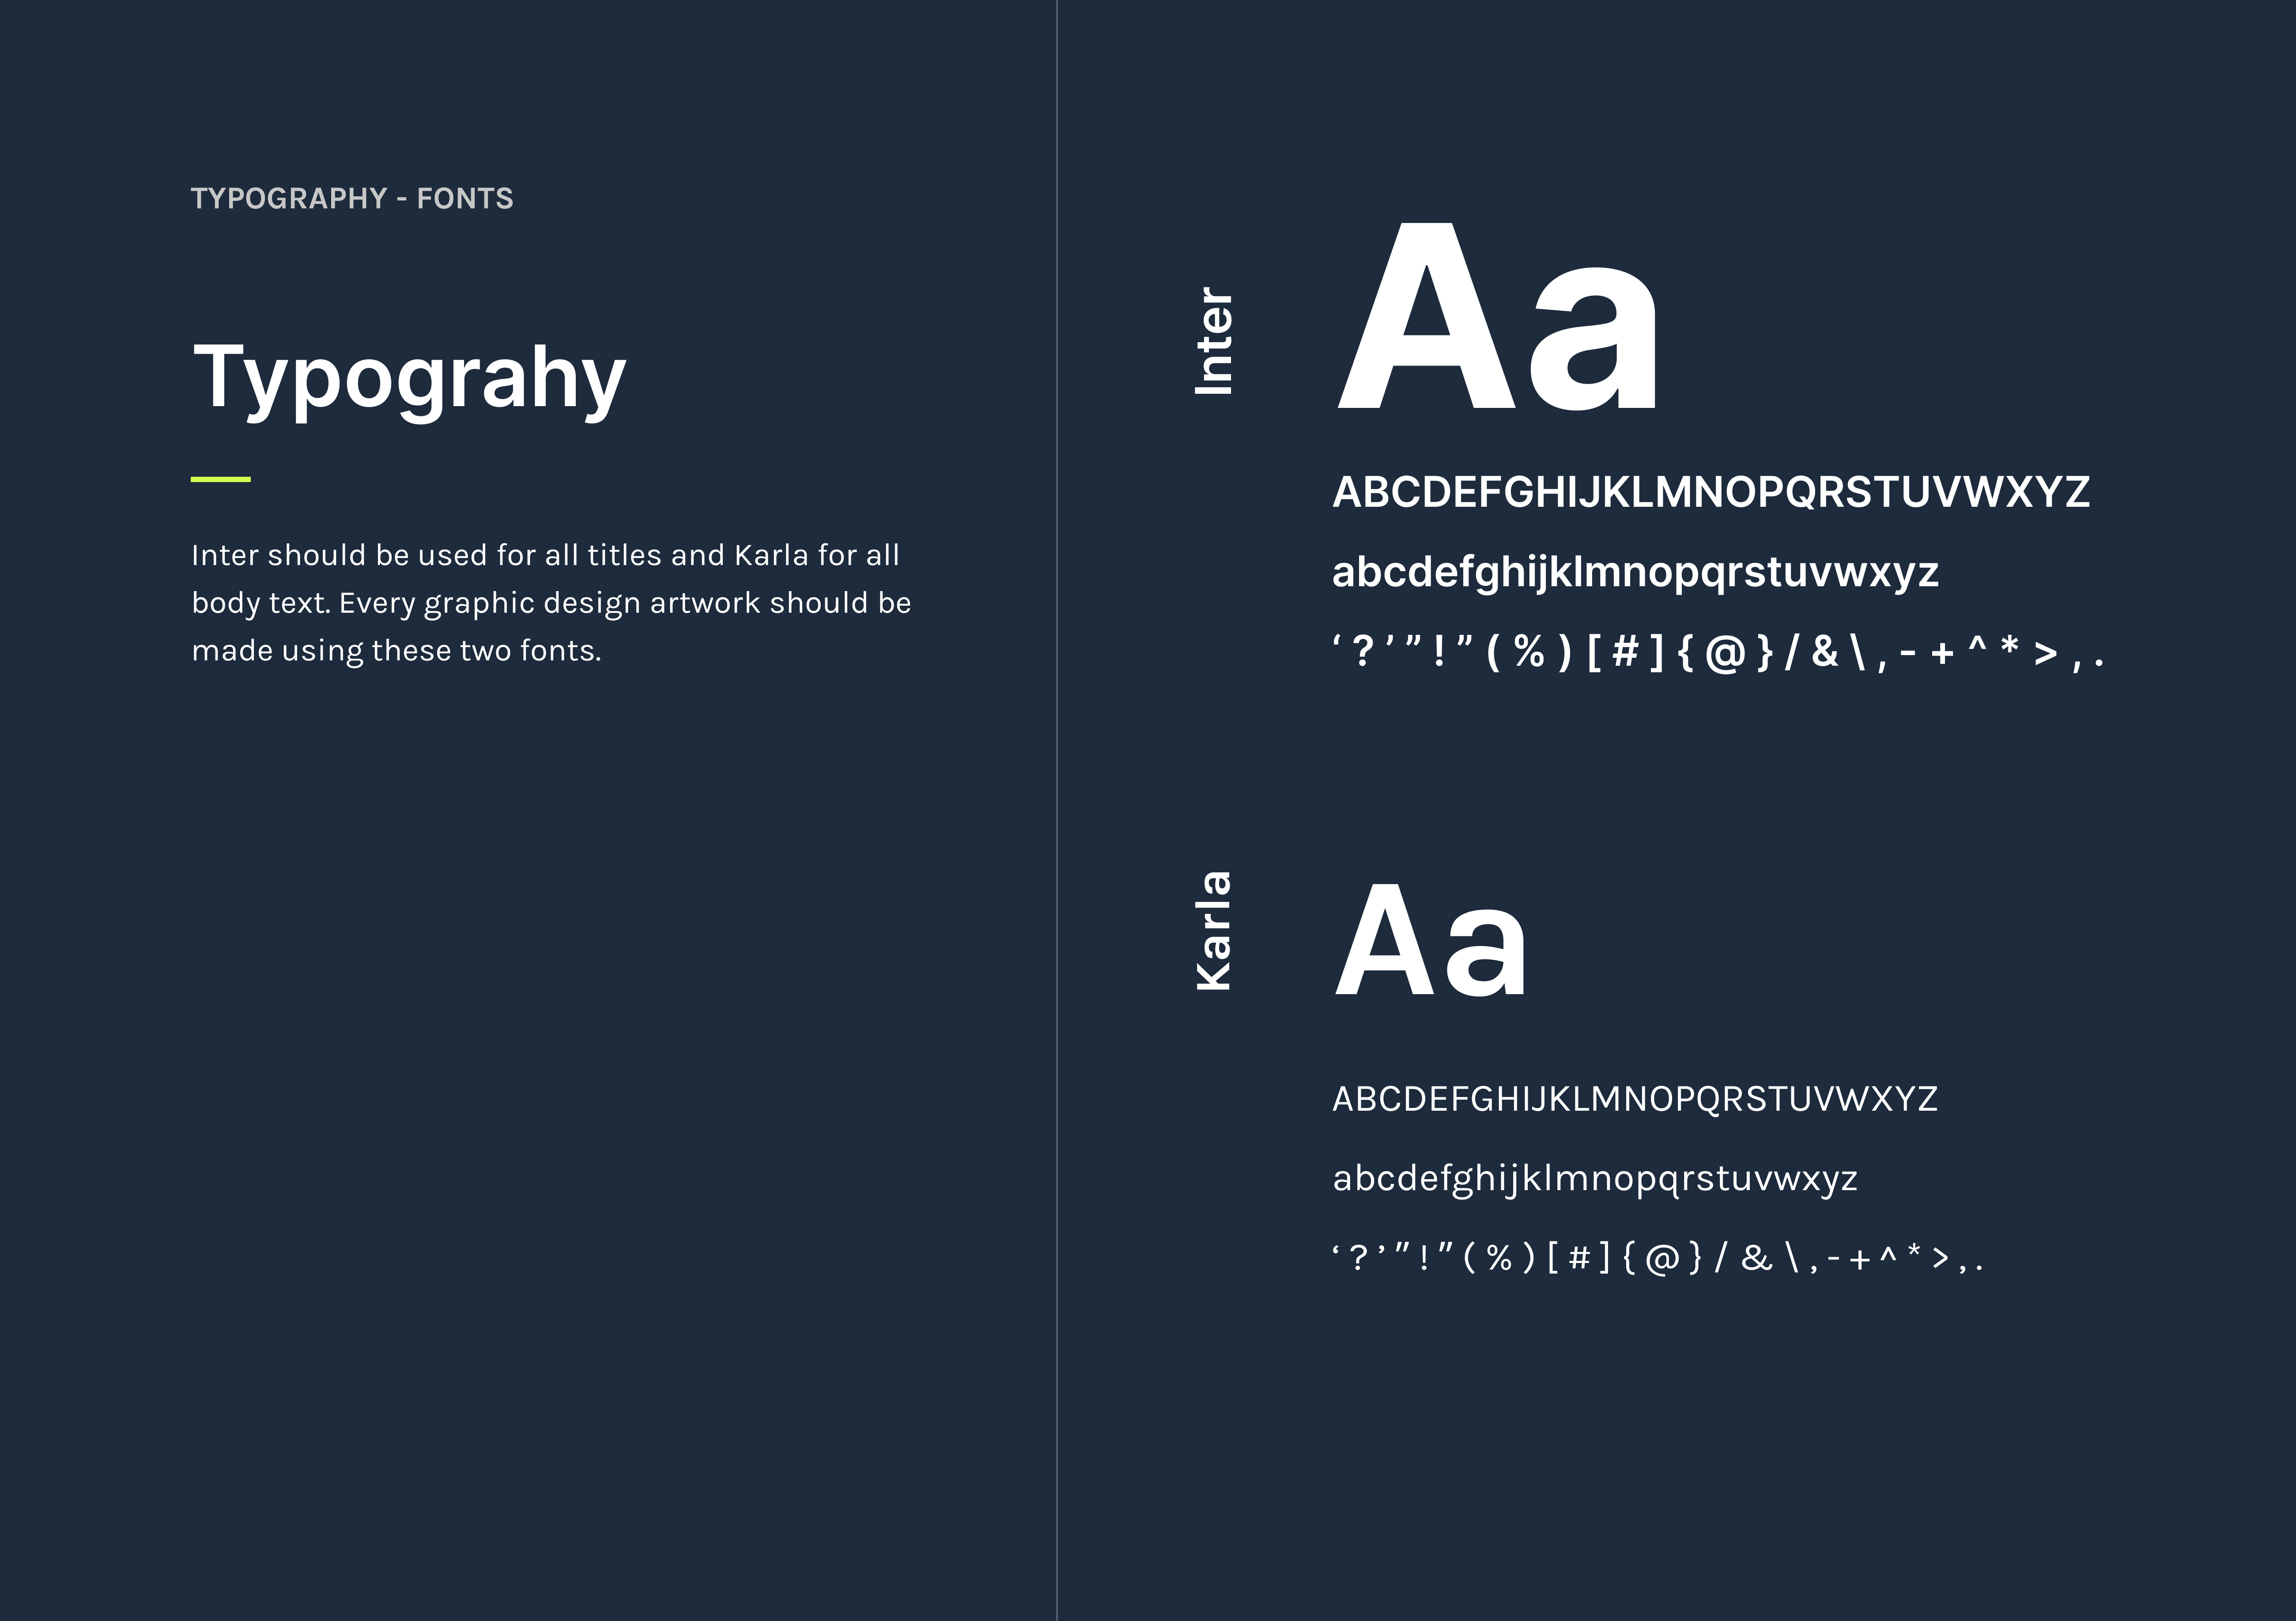 TYPOGRAPHY - FONTS
Typograhy
Inter should be used for all titles and Karla for all
body text. Every graphic design artwork should be
made using these two fonts.
Inter
Aa
ABCDEFGHIJKLMNOPQRSTUVWXYZ
abcdefghijklmnopqrstuvwxyz
‘ ? ’ ” ! ” ( % ) [ # ] { @ } / & \ , - + ^ * > , .
Karla
Aa
ABCDEFGHIJKLMNOPQRSTUVWXYZ
abcdefghijklmnopqrstuvwxyz
‘ ? ’ ” ! ” ( % ) [ # ] { @ } / & \ , - + ^ * > , .